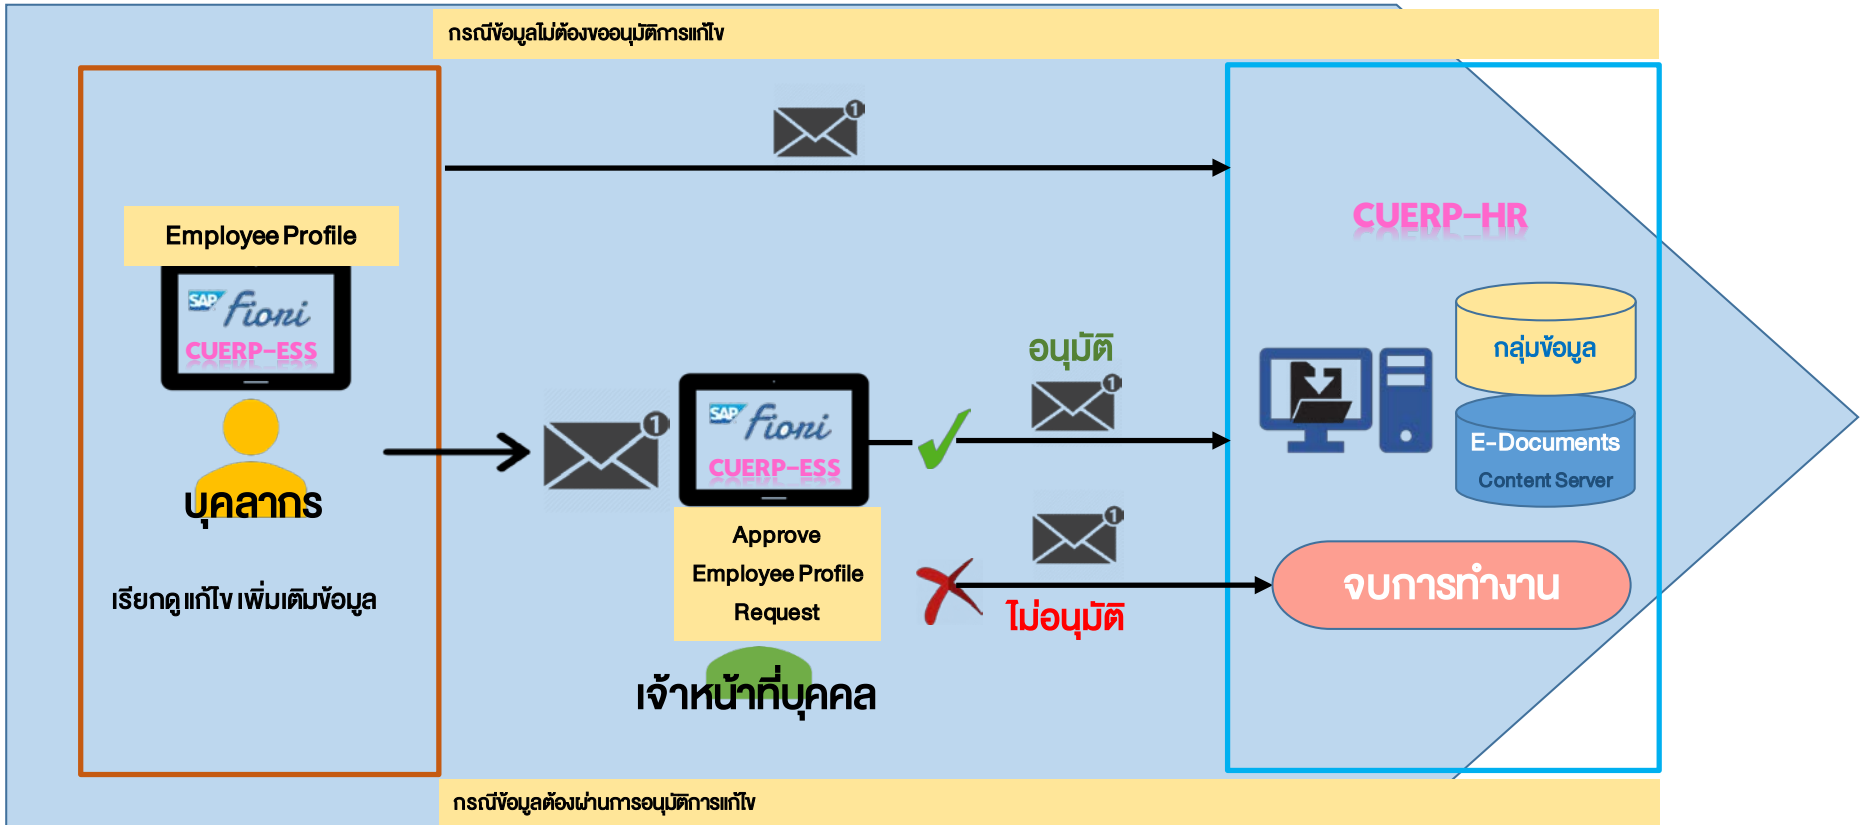 กรณีข้อมูลไม่ต้องขออนุมัติการแก้ไข
Employee Profile
SAP fiori
CUERP-ESS
บุคลากร
เรียกดู แก้ไข เพิ่มเติมข้อมูล
1
1
SAP fiori
CUERP-ESS
Approve
Employee Profile
Request
เจ้าหน้าที่บุคคล
อนุมัติ
1
1
ไม่อนุมัติ
CUERP-HR
กลุ่มข้อมูล
E-Documents
Content Server
จบการทำงาน
กรณีข้อมูลต้องผ่านการอนุมัติการแก้ไข